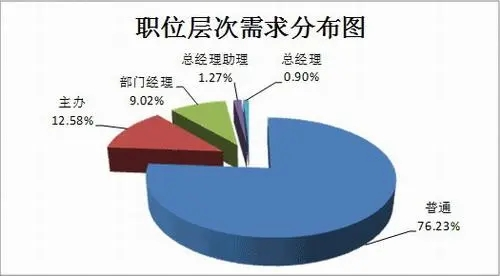 职位层次需求分布图
总经理助理
1.27%
总经理
0.90%
部门经理
9.02%
主办
12.58%
普通
76.23%